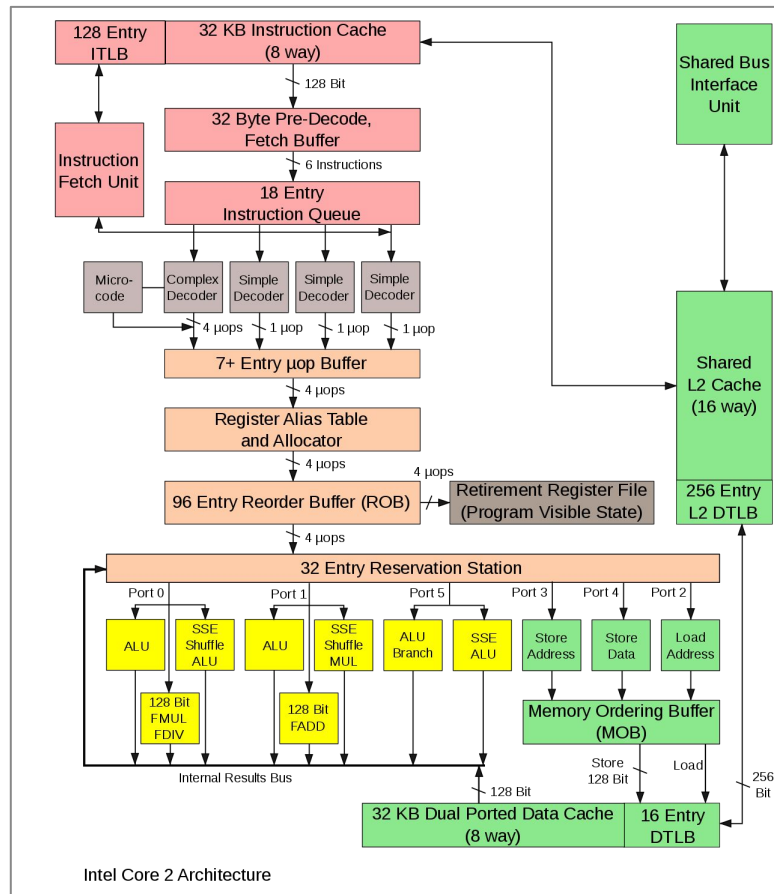 128 Entry
ITLB
32 KB Instruction Cache
(8 way)
Shared Bus
Interface
Unit
128 Bit
32 Byte Pre-Decode,
Fetch Buffer
Instruction
Fetch Unit
6 Instructions
18 Entry
Instruction Queue
Micro-
code
Complex
Decoder
Simple
Decoder
Simple
Decoder
Simple
Decoder
4 µops
1 µop
1 µop
1 µop
Shared
L2 Cache
(16 way)
7+ Entry µop Buffer
4 µops
Register Alias Table
and Allocator
4 µops
4 µops
96 Entry Reorder Buffer (ROB)
Retirement Register File
(Program Visible State)
256 Entry
L2 DTLB
4 µops
32 Entry Reservation Station
Port 0
Port 1
Port 5
Port 3
Port 4
Port 2
ALU
SSE
Shuffle
ALU
ALU
SSE
Shuffle
MUL
ALU
Branch
SSE
ALU
Store
Address
Store
Data
Load
Address
128 Bit
FMUL
FDIV
128 Bit
FADD
Memory Ordering Buffer
(MOB)
Internal Results Bus
128 Bit
Store
128 Bit
Load
256
Bit
32 KB Dual Ported Data Cache
(8 way)
16 Entry
DTLB
Intel Core 2 Architecture